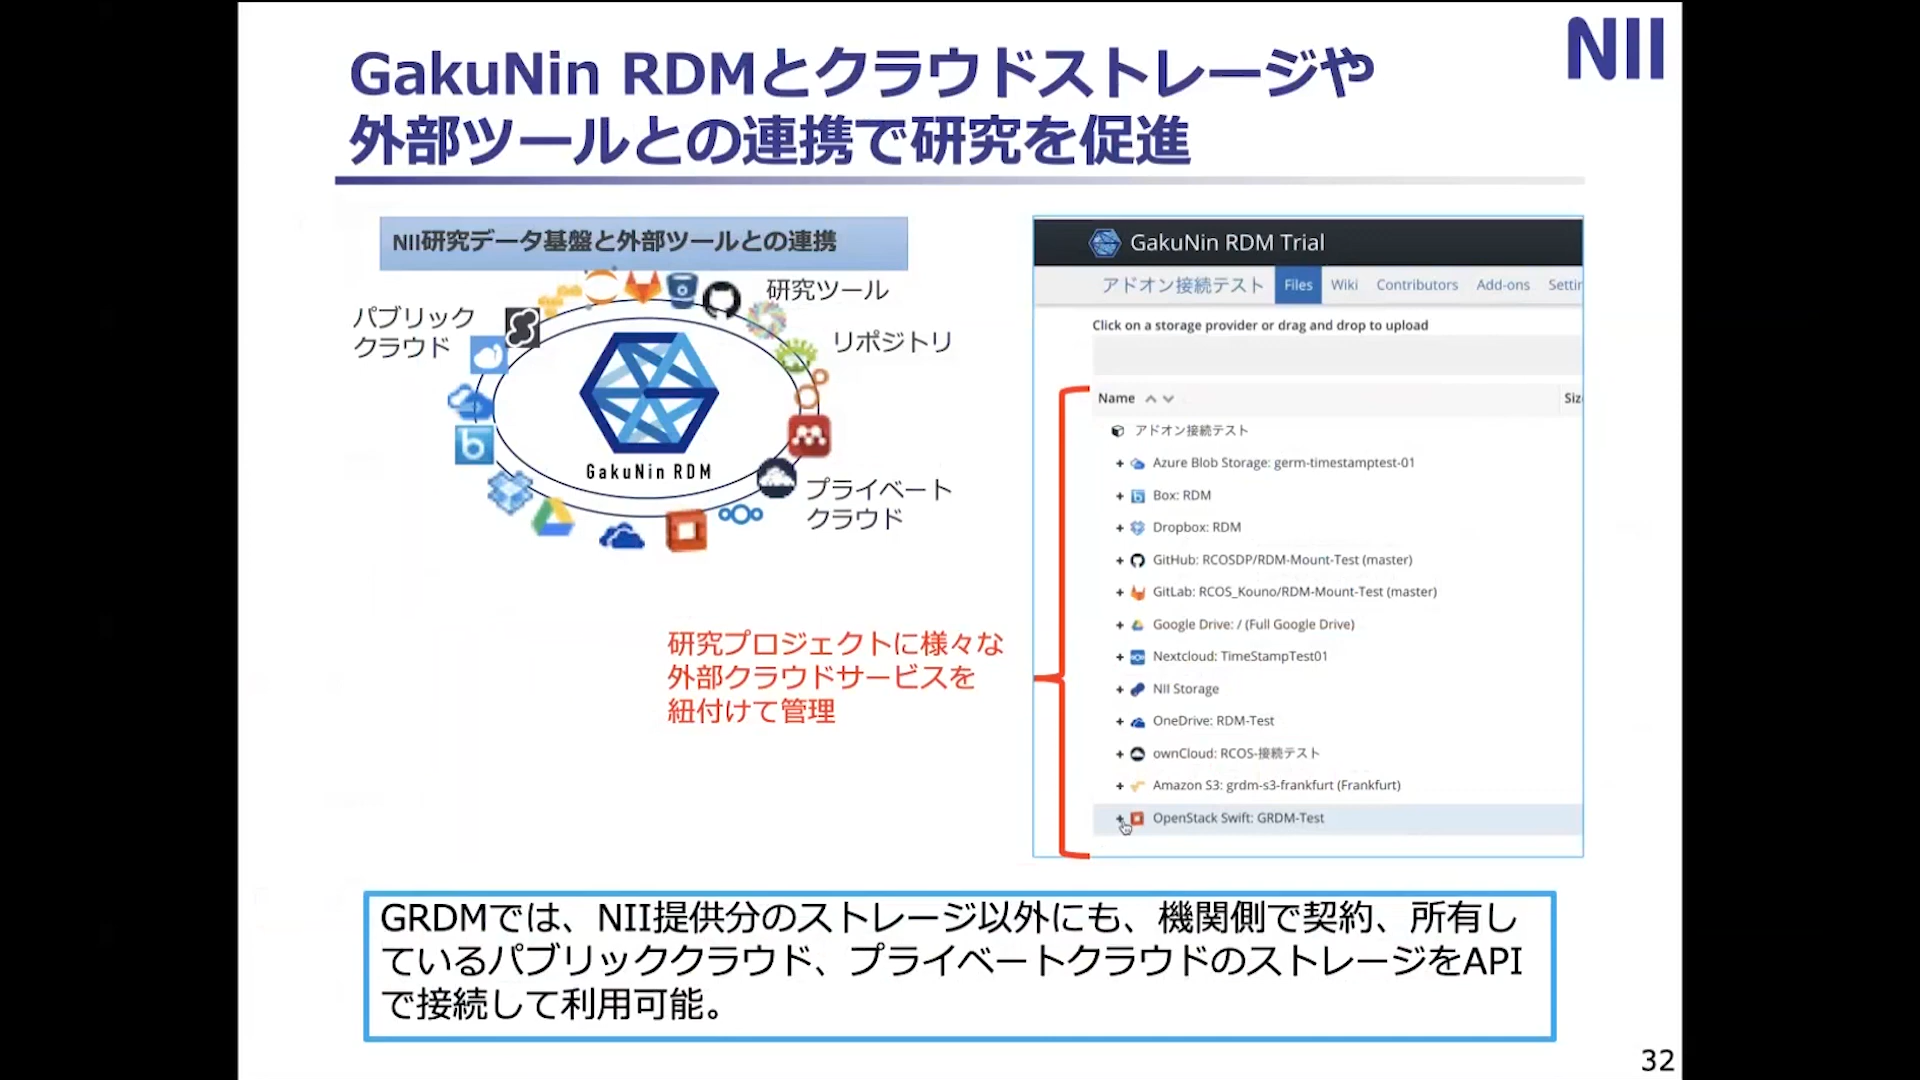 NII
GakuNin RDMとクラウドストレージや
外部ツールとの連携で研究を促進
NII研究データ基盤と外部ツールとの連携
研究ツール
パブリック
クラウド
リポジトリ
GakuNin RDM
プライベート
クラウド
研究プロジェクトに様々な
外部クラウドサービスを
紐付けて管理
GakuNin RDM Trial
アドオン接続テスト Files Wiki Contributors Add-ons Settin
Click on a storage provider or drag and drop to upload
Name Siz
アドオン接続テスト
+ Azure Blob Storage: germ-timestamptest-01
+ Box: RDM
+ Dropbox: RDM
+ GitHub: RCOSDP/RDM-Mount-Test (master)
+ GitLab: RCOS_Kouno/RDM-Mount-Test (master)
+ Google Drive: / (Full Google Drive)
+ Nextcloud: TimeStampTest01
+ NII Storage
+ OneDrive: RDM-Test
+ ownCloud: RCOS-接続テスト
+ Amazon S3: grdm-s3-frankfurt (Frankfurt)
+ OpenStack Swift: GRDM-Test
GRDMでは、NII提供分のストレージ以外にも、機関側で契約、所有し
ているパブリッククラウド、プライベートクラウドのストレージをAPI
で接続して利用可能。
32